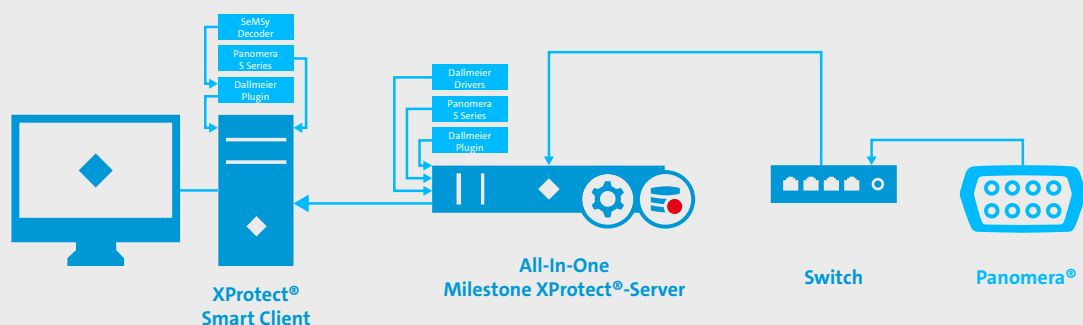 SeMSy
Decoder
Panomera
S Series
Dallmeier
Plugin
Dallmeier
Drivers
Panomera
S Series
Dallmeier
Plugin
XProtect®
Smart Client
All-In-One
Milestone XProtect®-Server
Switch
Panomera®